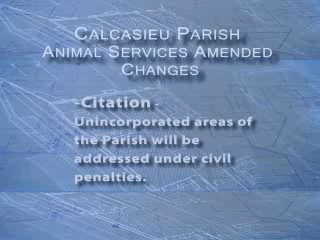 Calcasieu Parish
Animal Services Amended
Changes
-Citation -
Unincorporated areas of
the Parish will be
addressed under civil
penalties.